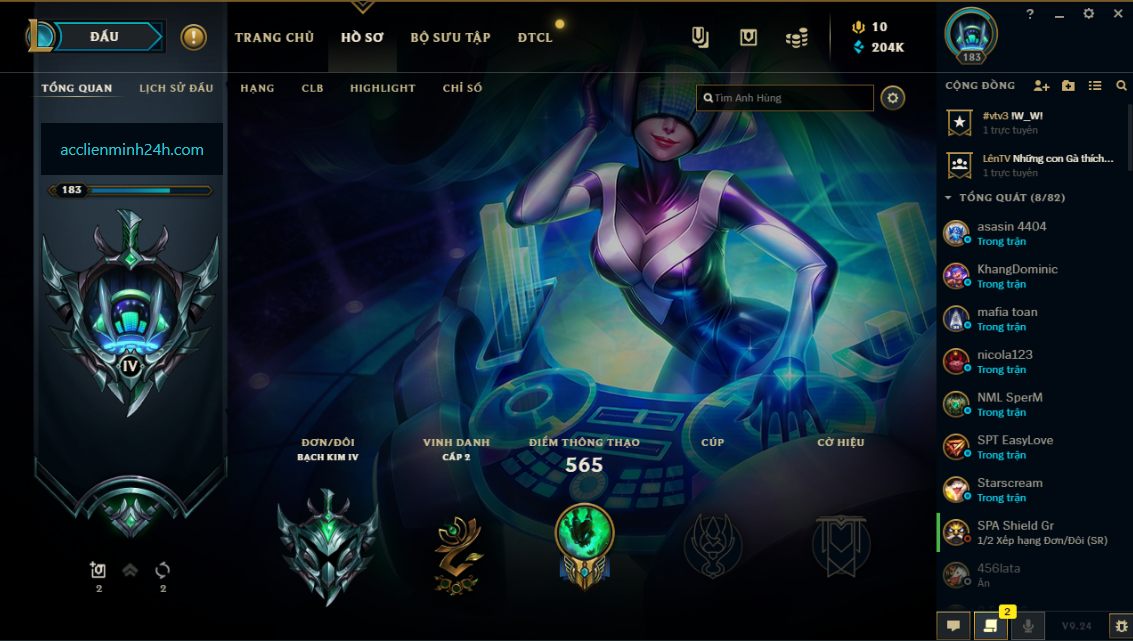 ĐẤU
TRANG CHỦ
HỒ SƠ
BỘ SƯU TẬP
ĐTCL
10
204K
?
183
TỔNG QUAN
LỊCH SỬ ĐẤU
HẠNG
CLB
HIGHLIGHT
CHỈ SỐ
Tìm Anh Hùng
acclienminh24h.com
183
IV
2
2
ĐƠN/ĐÔI
BẠCH KIM IV
VINH DANH
CẤP 2
ĐIỂM THÔNG THẠO
565
CÚP
CỜ HIỆU
CỘNG ĐỒNG
#vtv3 !W_W!
1 trực tuyến
LênTV Những con Gà thích...
1 trực tuyến
TỔNG QUÁT (8/82)
asasin 4404
Trong trận
KhangDominic
Trong trận
mafia toan
Trong trận
nicola123
Trong trận
NML SperM
Trong trận
SPT EasyLove
Trong trận
Starscream
Trong trận
SPA Shield Gr
1/2 Xếp hạng Đơn/Đôi (SR)
456lata
Ẩn
2
V9.24